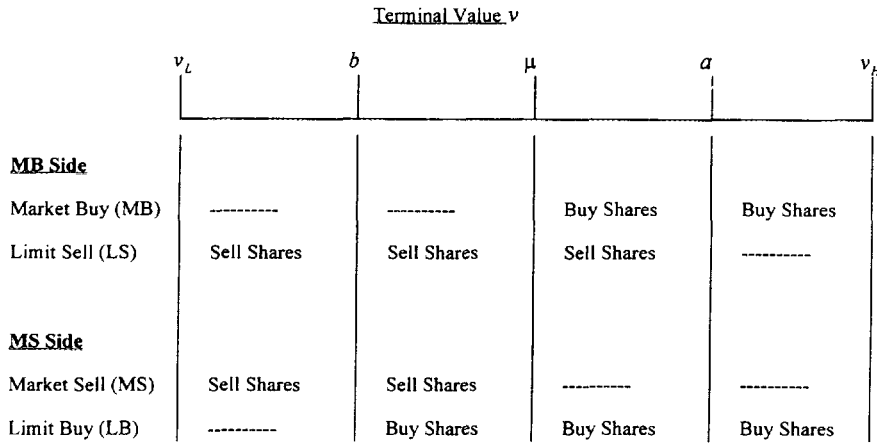 Terminal Value v
v_L b μ a v_H
MB Side
Market Buy (MB) ---------- ---------- Buy Shares Buy Shares
Limit Sell (LS) Sell Shares Sell Shares Sell Shares ----------
MS Side
Market Sell (MS) Sell Shares Sell Shares ---------- ----------
Limit Buy (LB) ---------- Buy Shares Buy Shares Buy Shares